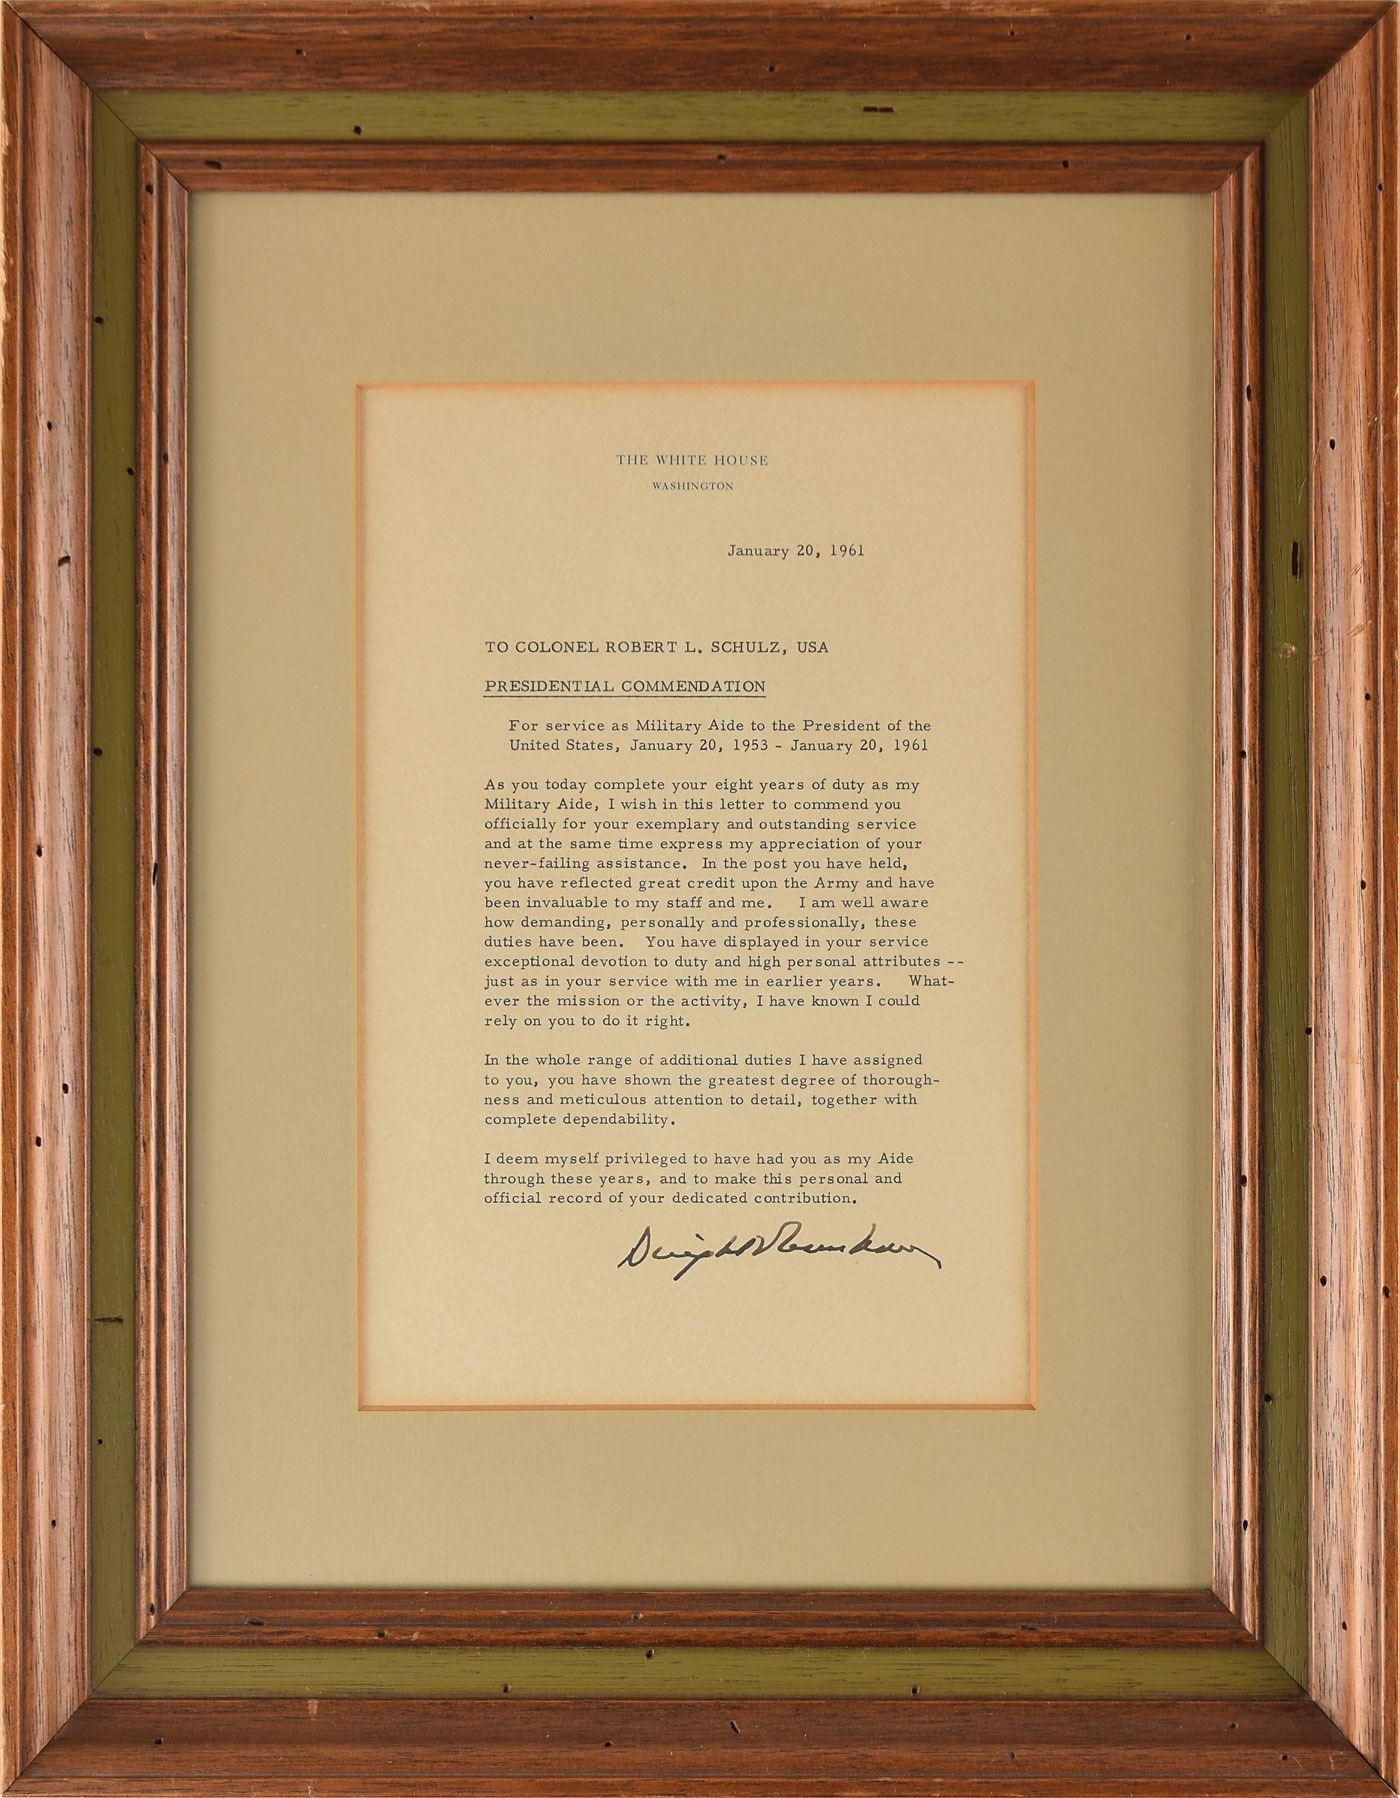 THE WHITE HOUSE
WASHINGTON
January 20, 1961
TO COLONEL ROBERT L. SCHULZ, USA
PRESIDENTIAL COMMENDATION
For service as Military Aide to the President of the
United States, January 20, 1953 - January 20, 1961
As you today complete your eight years of duty as my
Military Aide, I wish in this letter to commend you
officially for your exemplary and outstanding service
and at the same time express my appreciation of your
never-failing assistance. In the post you have held,
you have reflected great credit upon the Army and have
been invaluable to my staff and me. I am well aware
how demanding, personally and professionally, these
duties have been. You have displayed in your service
exceptional devotion to duty and high personal attributes --
just as in your service with me in earlier years. What-
ever the mission or the activity, I have known I could
rely on you to do it right.
In the whole range of additional duties I have assigned
to you, you have shown the greatest degree of thorough-
ness and meticulous attention to detail, together with
complete dependability.
I deem myself privileged to have had you as my Aide
through these years, and to make this personal and
official record of your dedicated contribution.
Dwight D Eisenhower